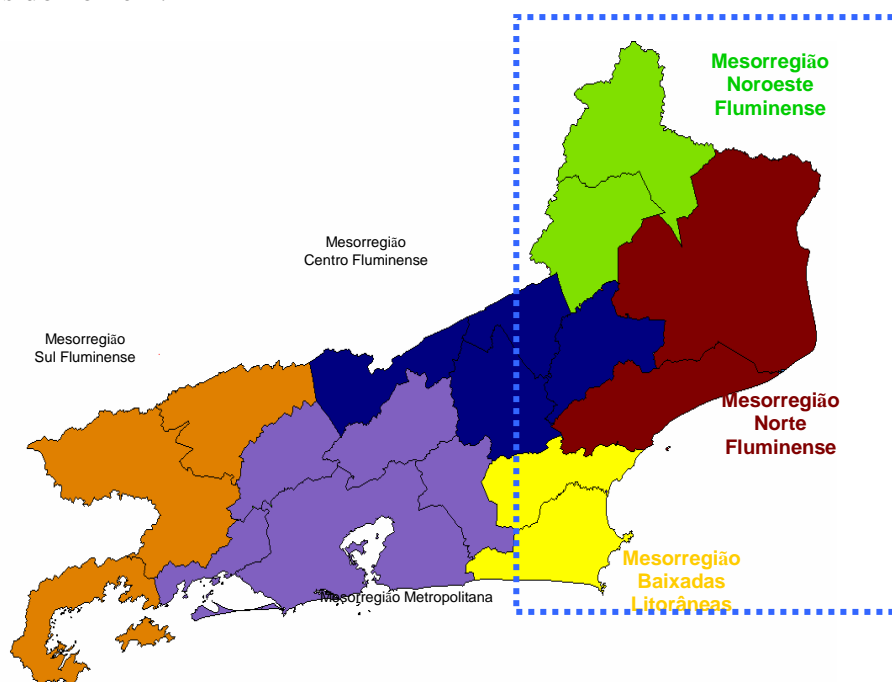 Mesorregião
Noroeste
Fluminense
Mesorregião
Centro Fluminense
Mesorregião
Sul Fluminense
Mesorregião
Norte
Fluminense
Mesorregião
Baixadas
Litorâneas
Mesorregião Metropolitana